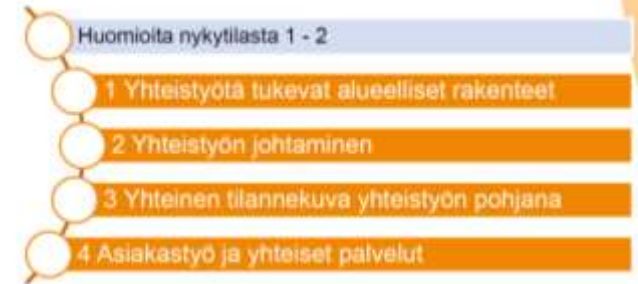 Huomioita nykytilasta 1 - 2
1 Yhteistyötä tukevat alueelliset rakenteet
2 Yhteistyön johtaminen
3 Yhteinen tilannekuva yhteistyön pohjana
4 Asiakastyö ja yhteiset palvelut